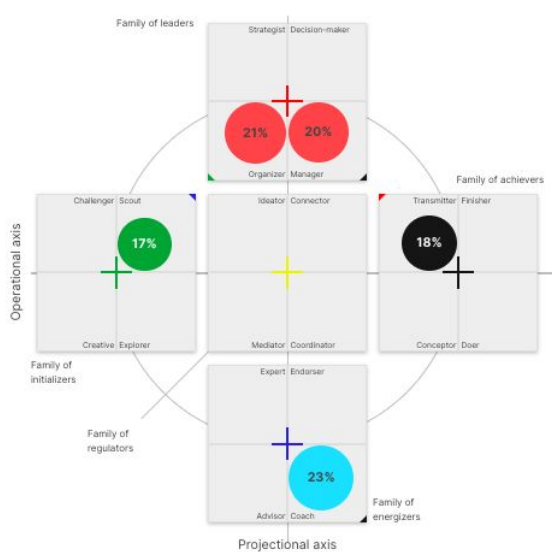 Family of leaders
Strategist Decision-maker
21% 20%
Organizer Manager
Family of achievers
Challenger Scout
Ideator Connector
Transmitter Finisher
17%
18%
Operational axis
Creative Explorer
Mediator Coordinator
Conceptor Doer
Family of
initializers
Expert Endorser
Family of
regulators
23%
Advisor Coach
Family of
energizers
Projectional axis